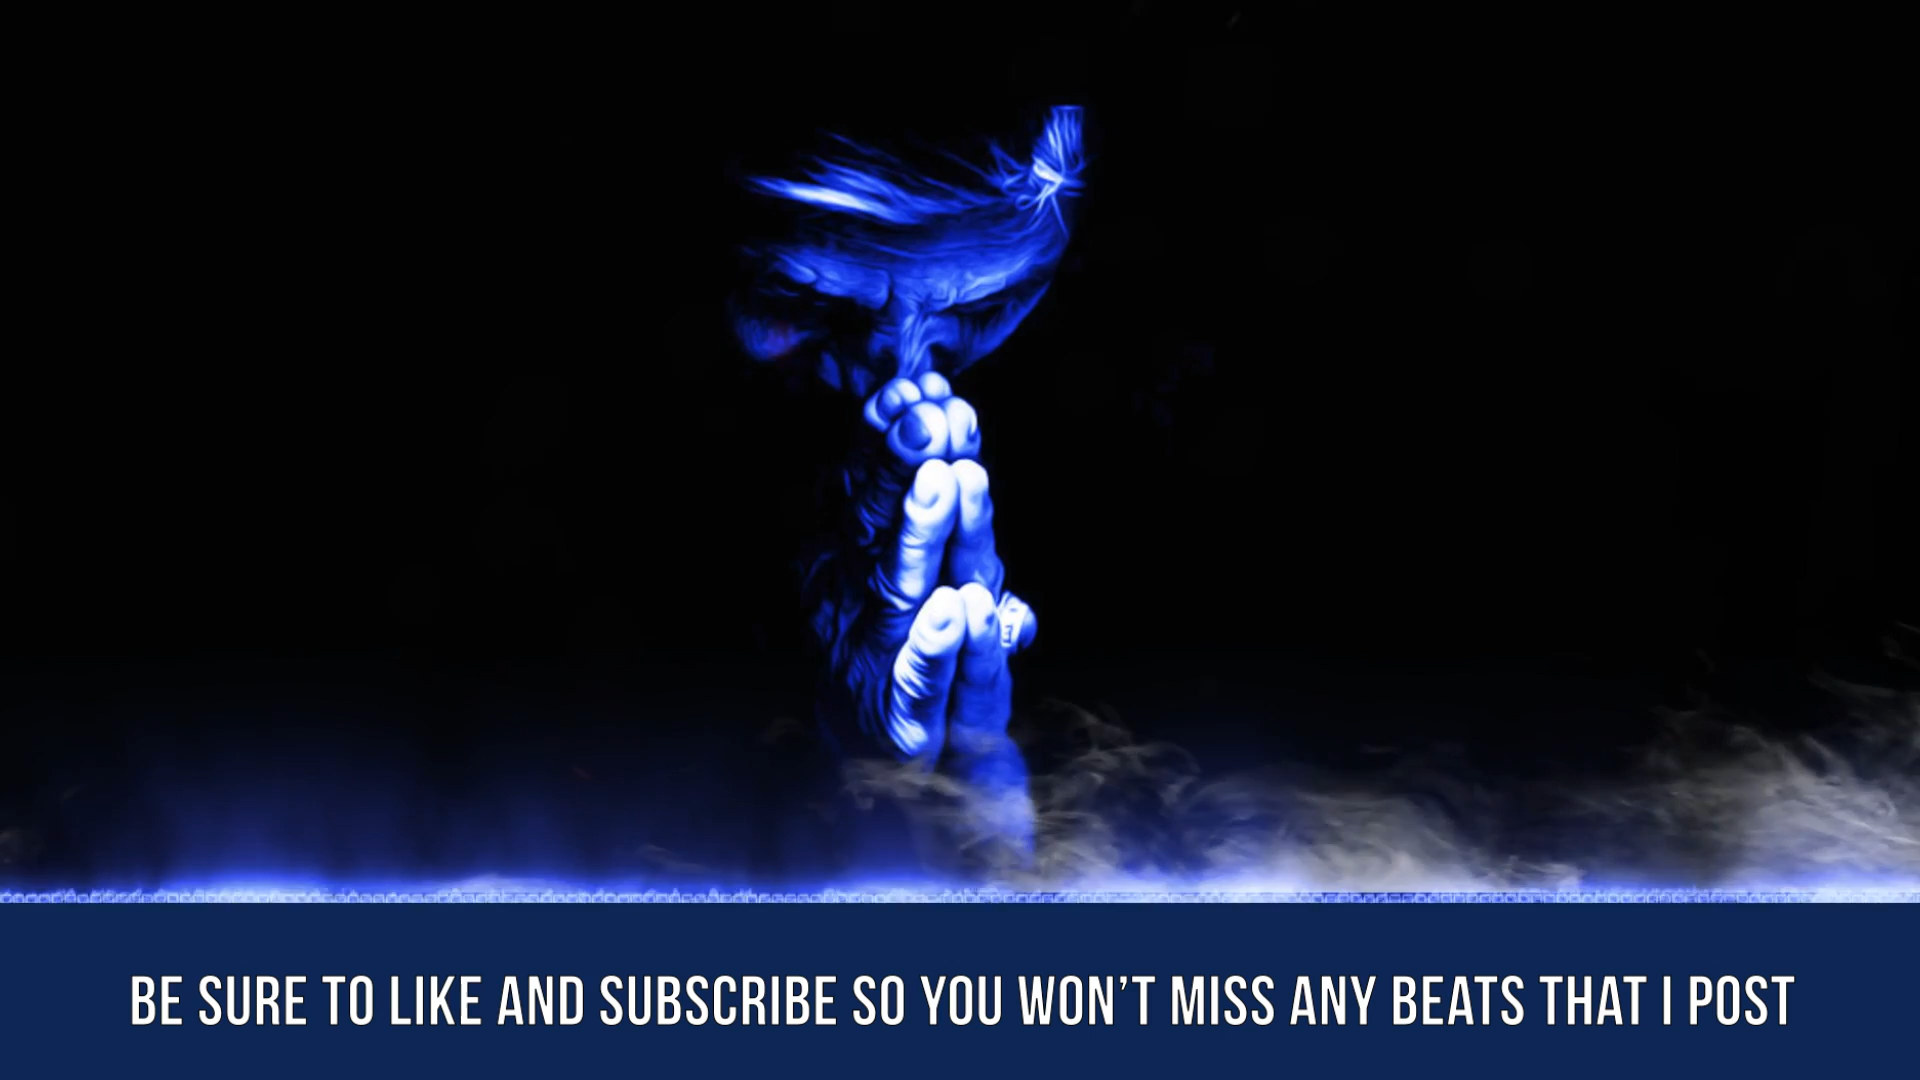 BE SURE TO LIKE AND SUBSCRIBE SO YOU WON’T MISS ANY BEATS THAT I POST